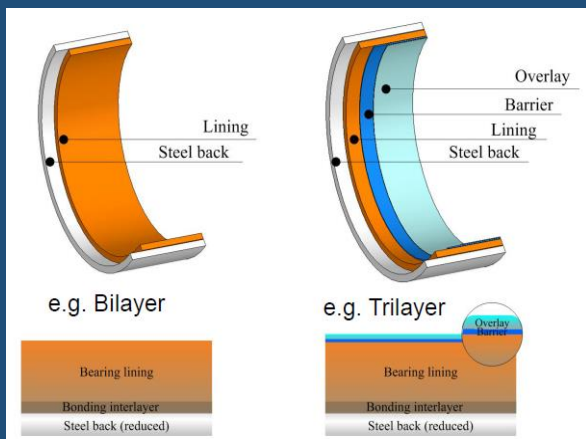 Lining
Steel back
e.g. Bilayer
Bearing lining
Bonding interlayer
Steel back (reduced)
Overlay
Barrier
Lining
Steel back
e.g. Trilayer
Overlay
Barrier
Bearing lining
Bonding interlayer
Steel back (reduced)